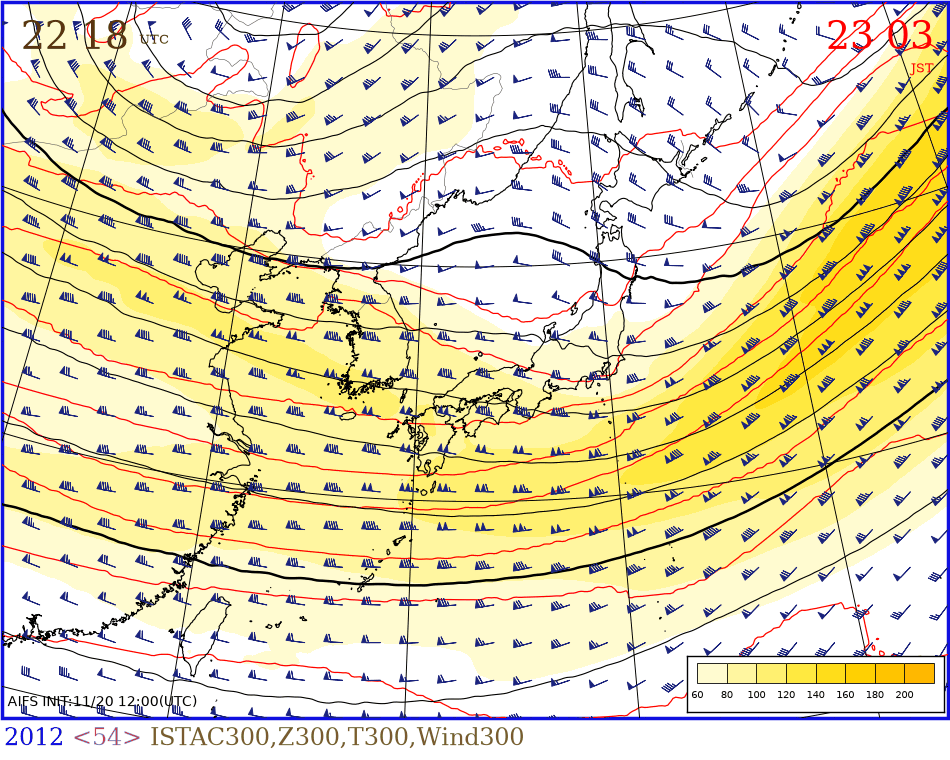 22 18 UTC
23 03
JST
60 80 100 120 140 160 180 200
AIFS INIT:11/20 12:00(UTC)
2012 <54> ISTAC300,Z300,T300,Wind300